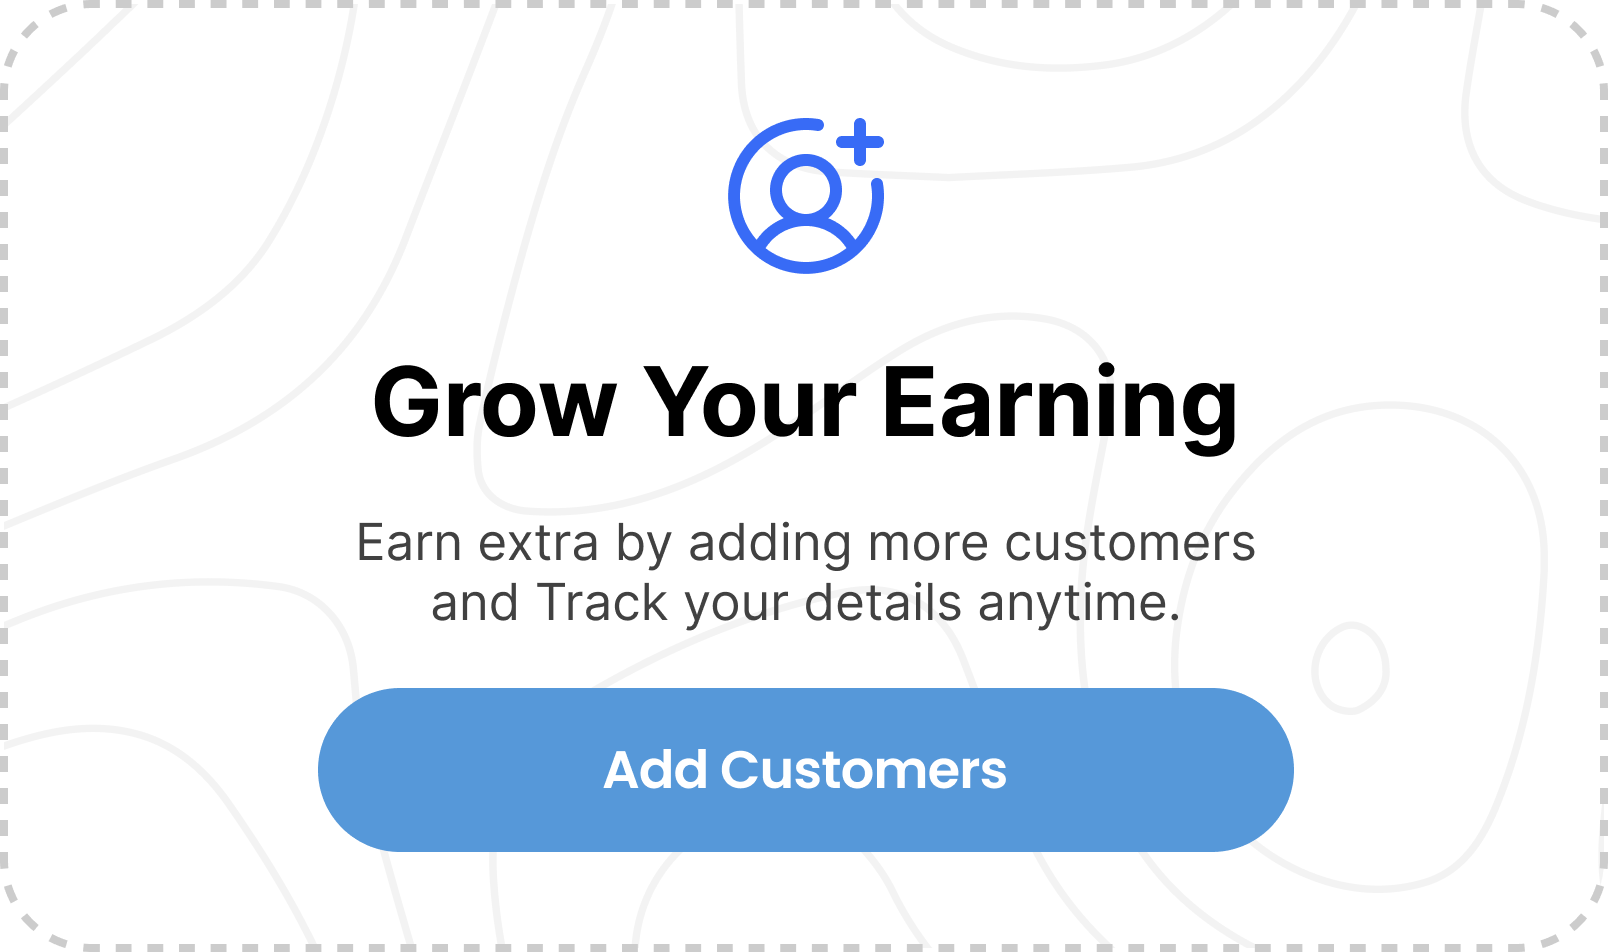 Grow Your Earning
Earn extra by adding more customers
and Track your details anytime.
Add Customers